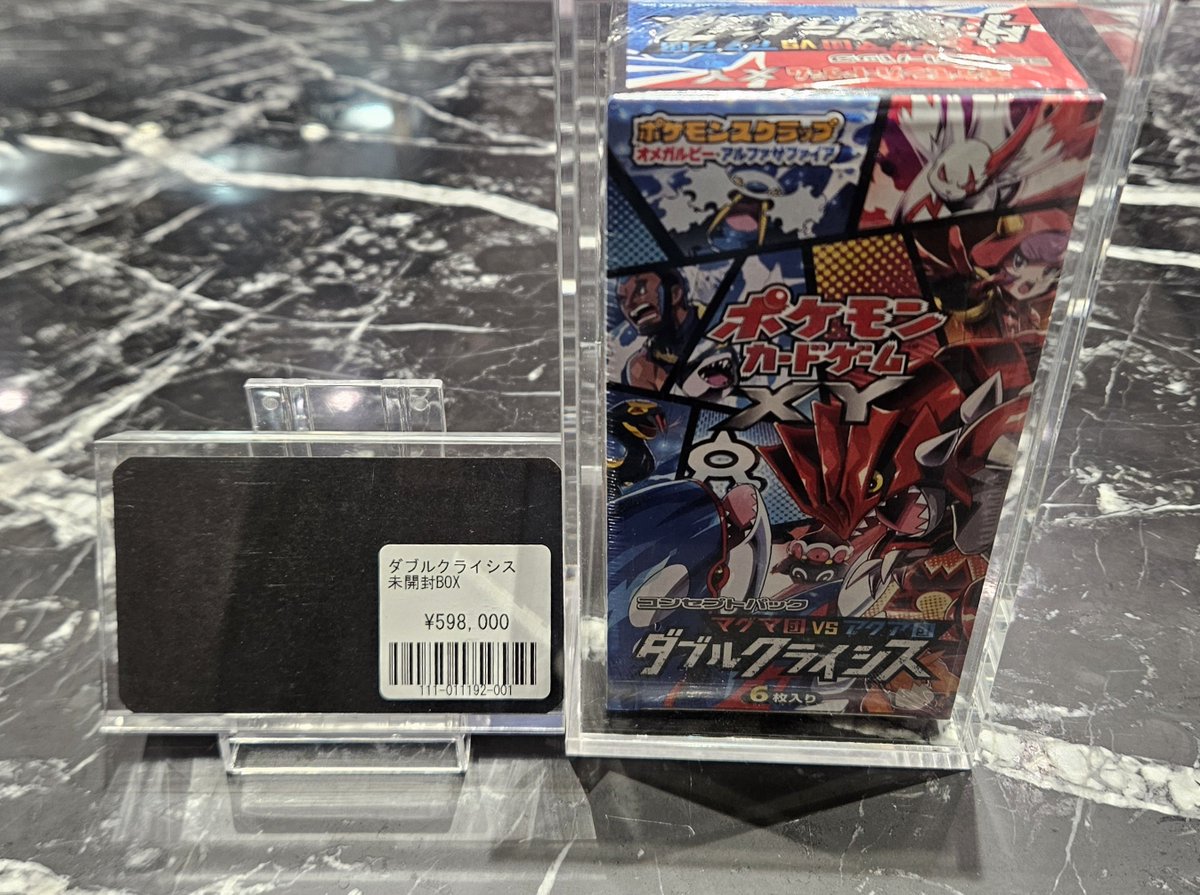 ダブルクライシス
未開封BOX
¥598,000
111-011192-001
ポケモンスクラップ
オメガルビー・アルファサファイア
ポケモン
カードゲーム
XY
コンセプトパック
マグマ団 VS アクア団
ダブルクライシス
6枚入り